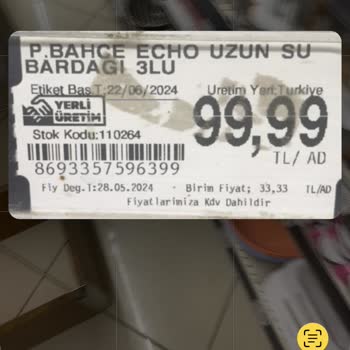 P.BAHCE ECHO UZUN SU
BARDAGI 3LU
Etiket Bas.T:22/06/2024
Uretim Yeri:Turkiye
YERLİ
ÜRETİM
99,99
Stok Kodu:110264
TL/ AD
8693357596399
Fiy Deg.T:28.05.2024 - Birim Fiyat; 33,33 TL/AD
Fiyatlarimiza Kdv Dahildir